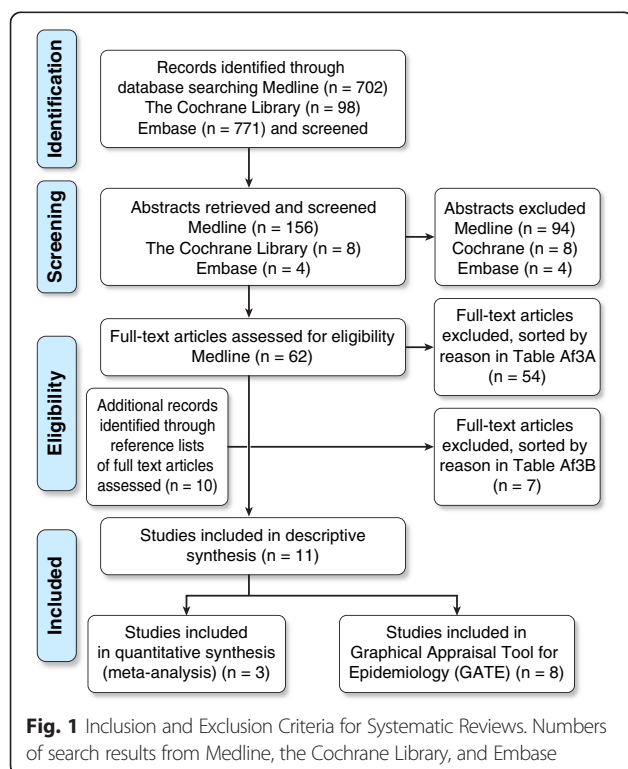 Identification
Records identified through
database searching Medline (n = 702)
The Cochrane Library (n = 98)
Embase (n = 771) and screened
Screening
Abstracts retrieved and screened
Medline (n = 156)
The Cochrane Library (n = 8)
Embase (n = 4)
Abstracts excluded
Medline (n = 94)
Cochrane (n = 8)
Embase (n = 4)
Eligibility
Full-text articles assessed for eligibility
Medline (n = 62)
Full-text articles
excluded, sorted by
reason in Table Af3A
(n = 54)
Additional records
identified through
reference lists
of full text articles
assessed (n = 10)
Full-text articles
excluded, sorted by
reason in Table Af3B
(n = 7)
Included
Studies included in descriptive
synthesis (n = 11)
Studies included
in quantitative synthesis
(meta-analysis) (n = 3)
Studies included in
Graphical Appraisal Tool for
Epidemiology (GATE) (n = 8)
Fig. 1 Inclusion and Exclusion Criteria for Systematic Reviews. Numbers
of search results from Medline, the Cochrane Library, and Embase